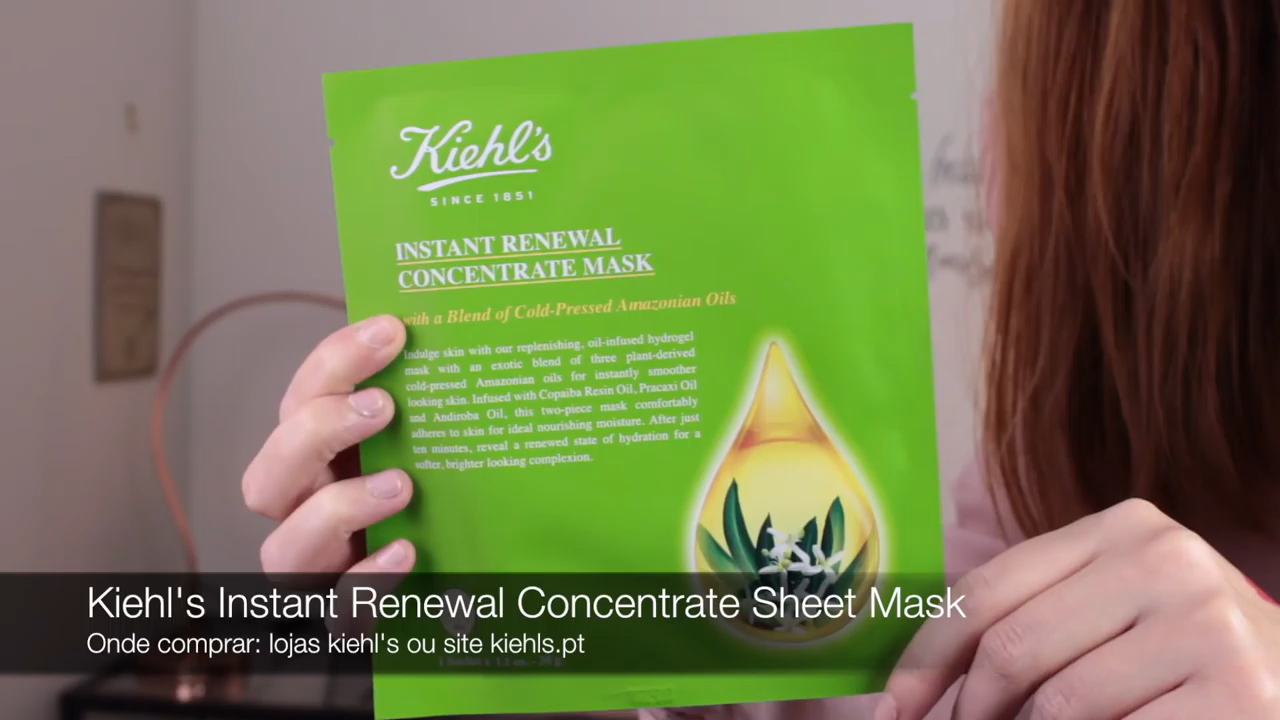 Kiehl's
SINCE 1851
INSTANT RENEWAL
CONCENTRATE MASK
with a Blend of Cold-Pressed Amazonian Oils
Indulge skin with our replenishing, oil-infused hydrogel
mask with an exotic blend of three plant-derived
cold-pressed Amazonian oils for instantly smoother
looking skin. Infused with Copaiba Resin Oil, Pracaxi Oil
and Andiroba Oil, this two-piece mask comfortably
adheres to skin for ideal nourishing moisture. After just
ten minutes, reveal a renewed state of hydration for a
softer, brighter looking complexion.
Kiehl's Instant Renewal Concentrate Sheet Mask
Onde comprar: lojas kiehl's ou site kiehls.pt